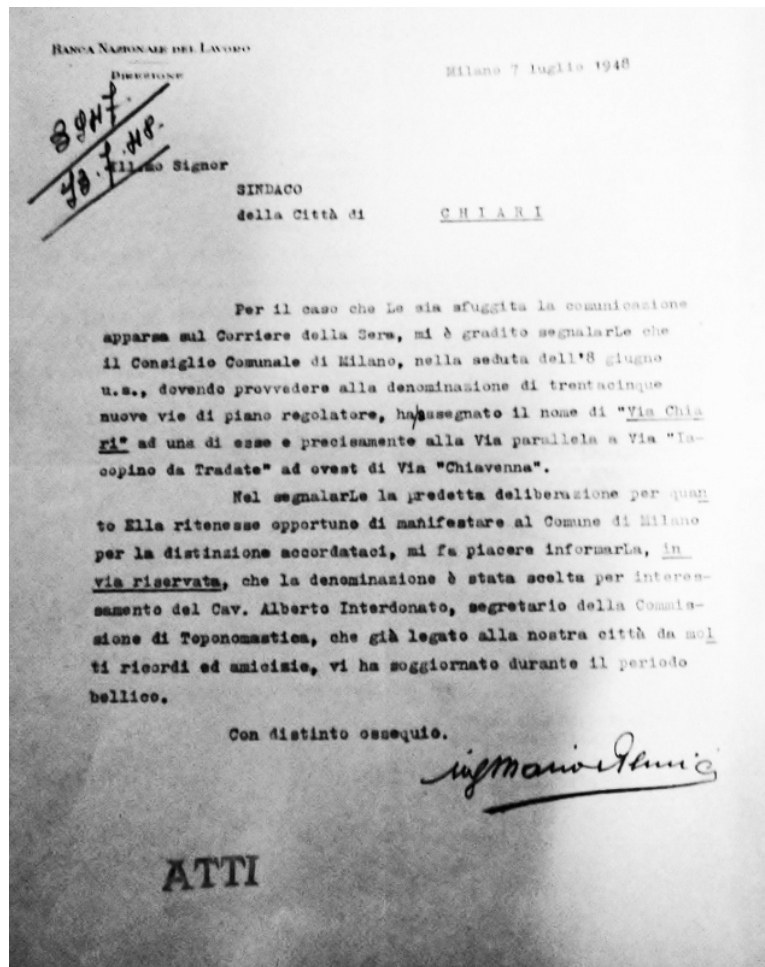 BANCA NAZIONALE DEL LAVORO
DIREZIONE
Milano 7 luglio 1948
3947.
13.7.48.
Ill.mo Signor
SINDACO
della Città di CHIARI
Per il caso che Le sia sfuggita la comunicazione
apparsa sul Corriere della Sera, mi è gradito segnalarLe che
il Consiglio Comunale di Milano, nella seduta dell'8 giugno
u.s., dovendo provvedere alla denominazione di trentacinque
nuove vie di piano regolatore, ha assegnato il nome di "Via Chia
ri" ad una di esse e precisamente alla Via parallela a Via "Ia-
copino da Tradate" ad ovest di Via "Chiavenna".
Nel segnalarLe la predetta deliberazione per quan
to Ella ritenesse opportuno di manifestare al Comune di Milano
per la distinzione accordataci, mi fa piacere informarLa, in
via riservata, che la denominazione è stata scelta per interes-
samento del Cav. Alberto Interdonato, segretario della Commis-
sione di Toponomastica, che già legato alla nostra città da mol
ti ricordi ed amicizie, vi ha soggiornato durante il periodo
bellico.
Con distinto ossequio.
ing Mario
ATTI